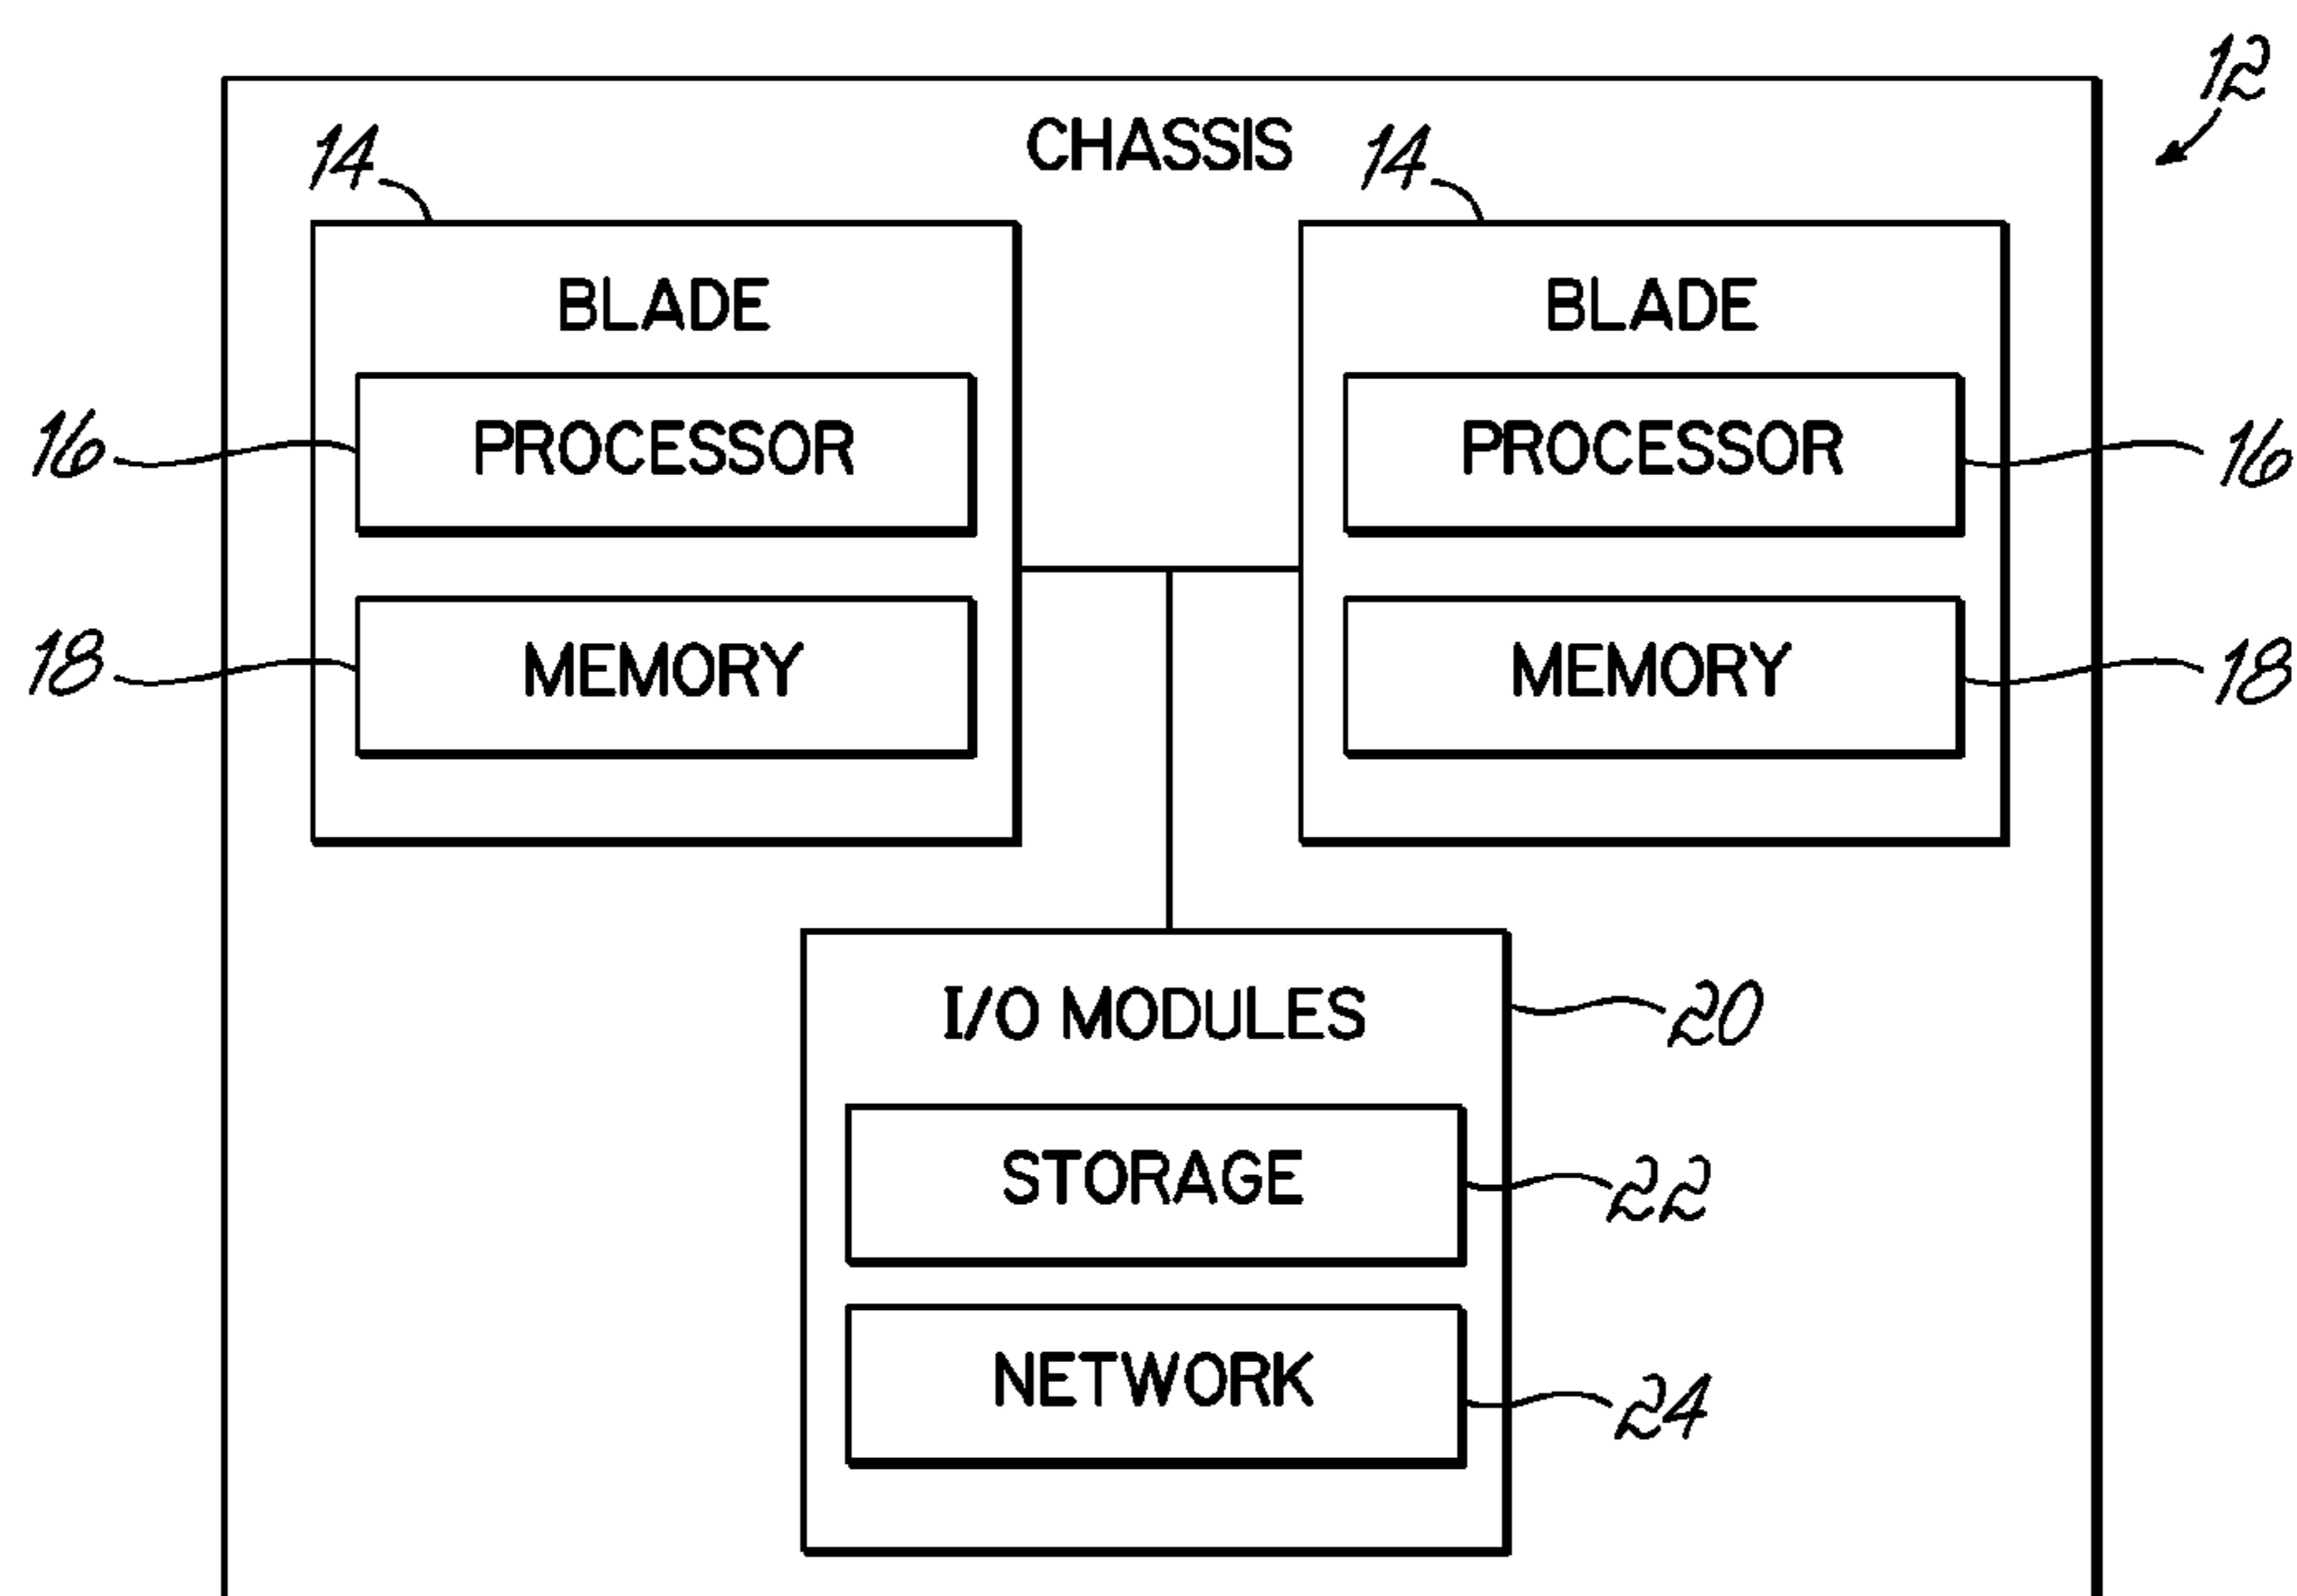 12
CHASSIS
14
14
BLADE
BLADE
16
PROCESSOR
PROCESSOR
16
18
MEMORY
MEMORY
18
I/O MODULES
20
STORAGE
22
NETWORK
24